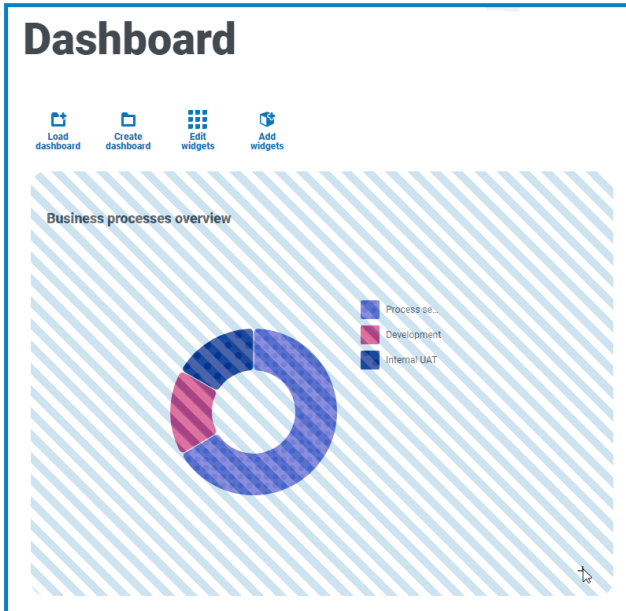 Dashboard
Load
dashboard
Create
dashboard
Edit
widgets
Add
widgets
Business processes overview
Process se...
Development
Internal UAT